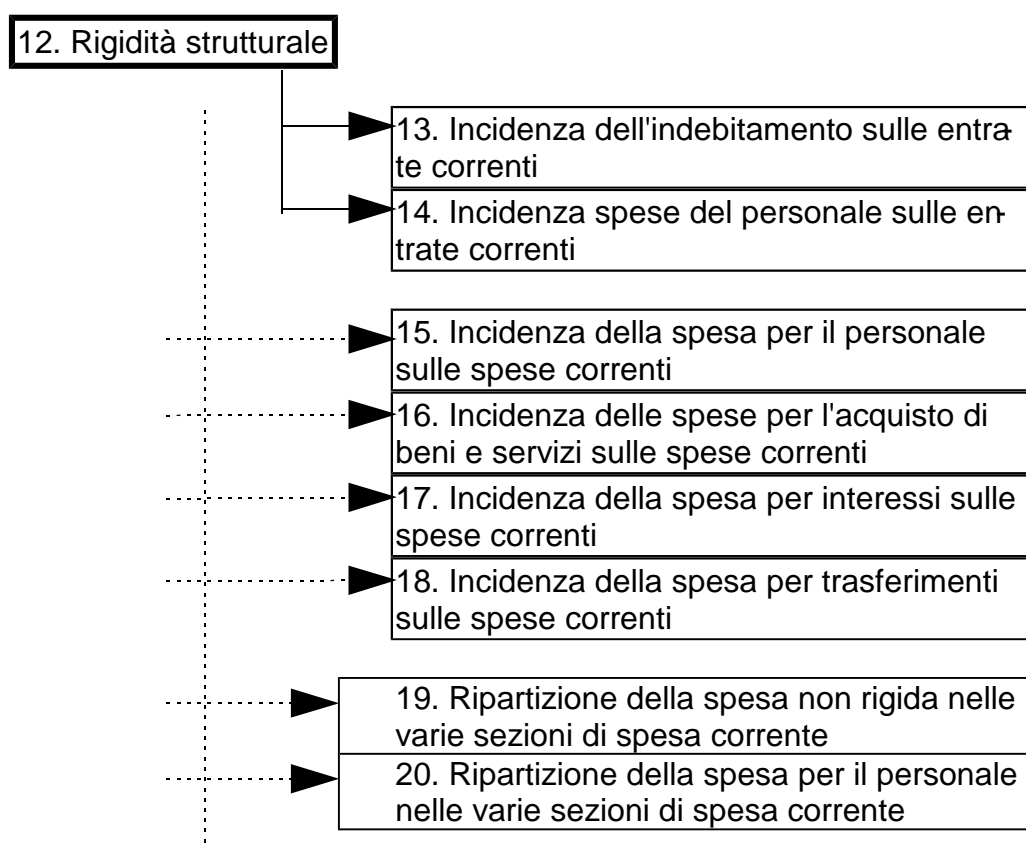 12. Rigidità strutturale
13. Incidenza dell'indebitamento sulle entra-
te correnti
14. Incidenza spese del personale sulle en-
trate correnti
15. Incidenza della spesa per il personale
sulle spese correnti
16. Incidenza delle spese per l'acquisto di
beni e servizi sulle spese correnti
17. Incidenza della spesa per interessi sulle
spese correnti
18. Incidenza della spesa per trasferimenti
sulle spese correnti
19. Ripartizione della spesa non rigida nelle
varie sezioni di spesa corrente
20. Ripartizione della spesa per il personale
nelle varie sezioni di spesa corrente